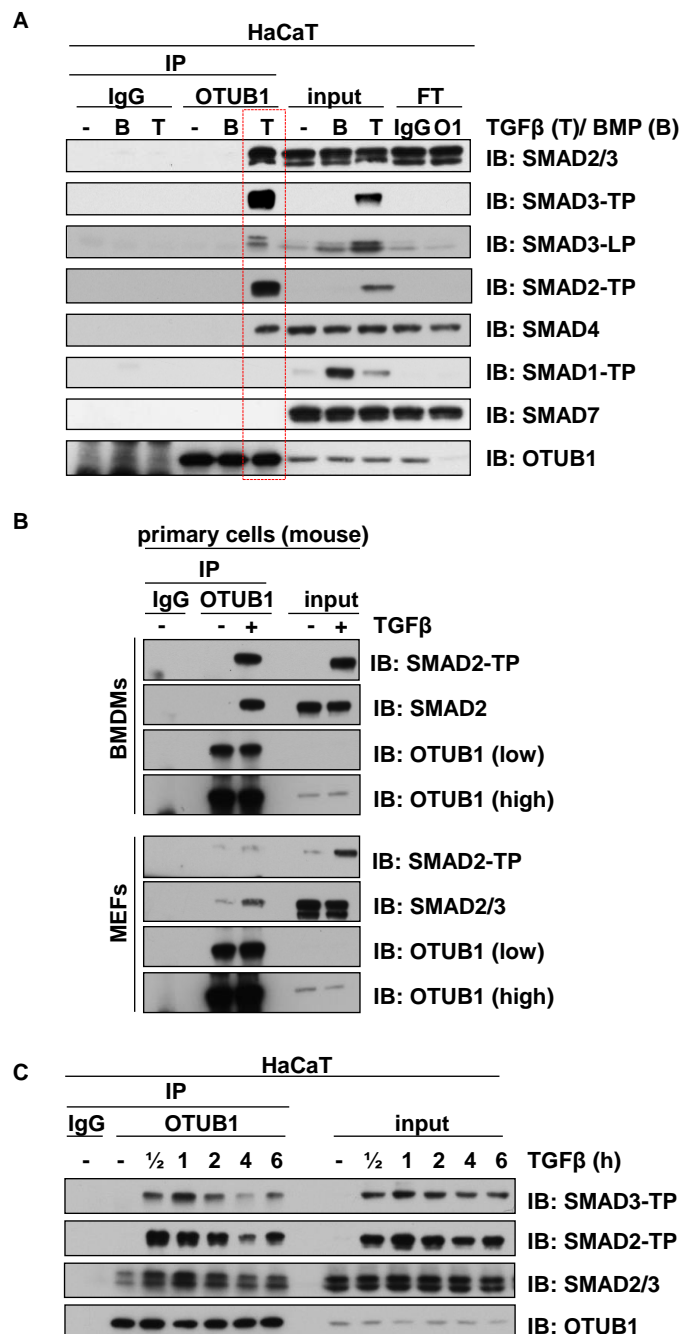 A
HaCaT
IP
IgG OTUB1 input FT
- B T - B T - B T IgG O1 TGFβ (T)/ BMP (B)
IB: SMAD2/3
IB: SMAD3-TP
IB: SMAD3-LP
IB: SMAD2-TP
IB: SMAD4
IB: SMAD1-TP
IB: SMAD7
IB: OTUB1
B
primary cells (mouse)
IP
IgG OTUB1 input
- - + - + TGFβ
BMDMs
IB: SMAD2-TP
IB: SMAD2
IB: OTUB1 (low)
IB: OTUB1 (high)
MEFs
IB: SMAD2-TP
IB: SMAD2/3
IB: OTUB1 (low)
IB: OTUB1 (high)
C
HaCaT
IP
IgG OTUB1 input
- - ½ 1 2 4 6 - ½ 1 2 4 6 TGFβ (h)
IB: SMAD3-TP
IB: SMAD2-TP
IB: SMAD2/3
IB: OTUB1